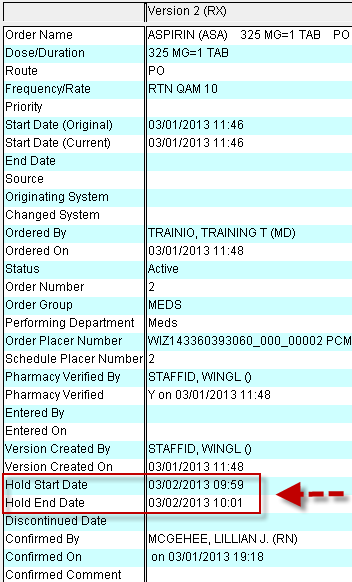 Version 2 (RX)
Order Name ASPIRIN (ASA) 325 MG=1 TAB PO
Dose/Duration 325 MG=1 TAB
Route PO
Frequency/Rate RTN QAM 10
Priority
Start Date (Original) 03/01/2013 11:46
Start Date (Current) 03/01/2013 11:46
End Date
Source
Originating System
Changed System
Ordered By TRAINIO, TRAINING T (MD)
Ordered On 03/01/2013 11:48
Status Active
Order Number 2
Order Group MEDS
Performing Department Meds
Order Placer Number WIZ143360393060_000_00002 PCM
Schedule Placer Number 2
Pharmacy Verified By STAFFID, WINGL ()
Pharmacy Verified Y on 03/01/2013 11:48
Entered By
Entered On
Version Created By STAFFID, WINGL ()
Version Created On 03/01/2013 11:48
Hold Start Date 03/02/2013 09:59
Hold End Date 03/02/2013 10:01
Discontinued Date
Confirmed By MCGEHEE, LILLIAN J. (RN)
Confirmed On on 03/01/2013 19:18
Confirmed Comment